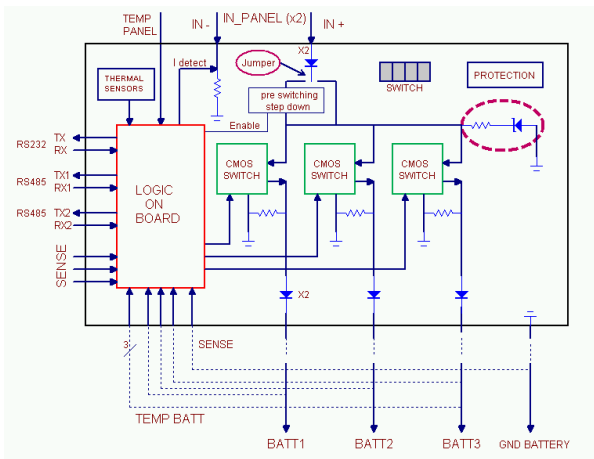 TEMP
PANEL
IN -
IN_PANEL (x2)
IN +
I detect
Jumper
X2
THERMAL
SENSORS
SWITCH
PROTECTION
pre switching
step down
Enable
RS232
TX
RX
RS485
TX1
RX1
RS485
TX2
RX2
SENSE
LOGIC
ON
BOARD
CMOS
SWITCH
CMOS
SWITCH
CMOS
SWITCH
X2
3
SENSE
TEMP BATT
BATT1
BATT2
BATT3
GND BATTERY